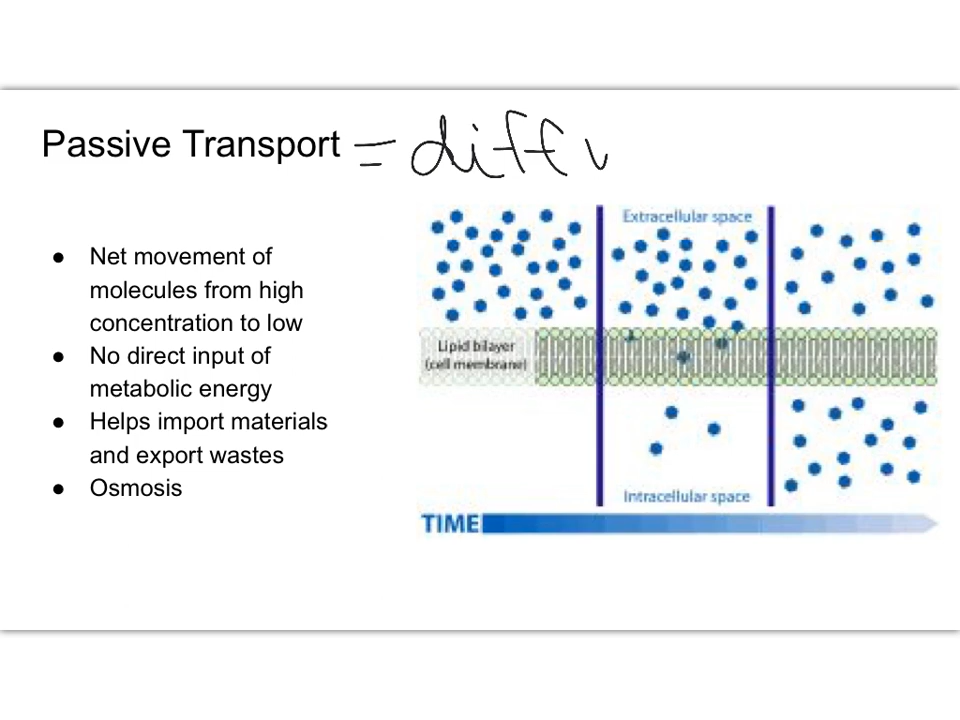 Passive Transport = diffu
● Net movement of
molecules from high
concentration to low
● No direct input of
metabolic energy
● Helps import materials
and export wastes
● Osmosis
Extracellular space
Lipid bilayer
(cell membrane)
Intracellular space
TIME